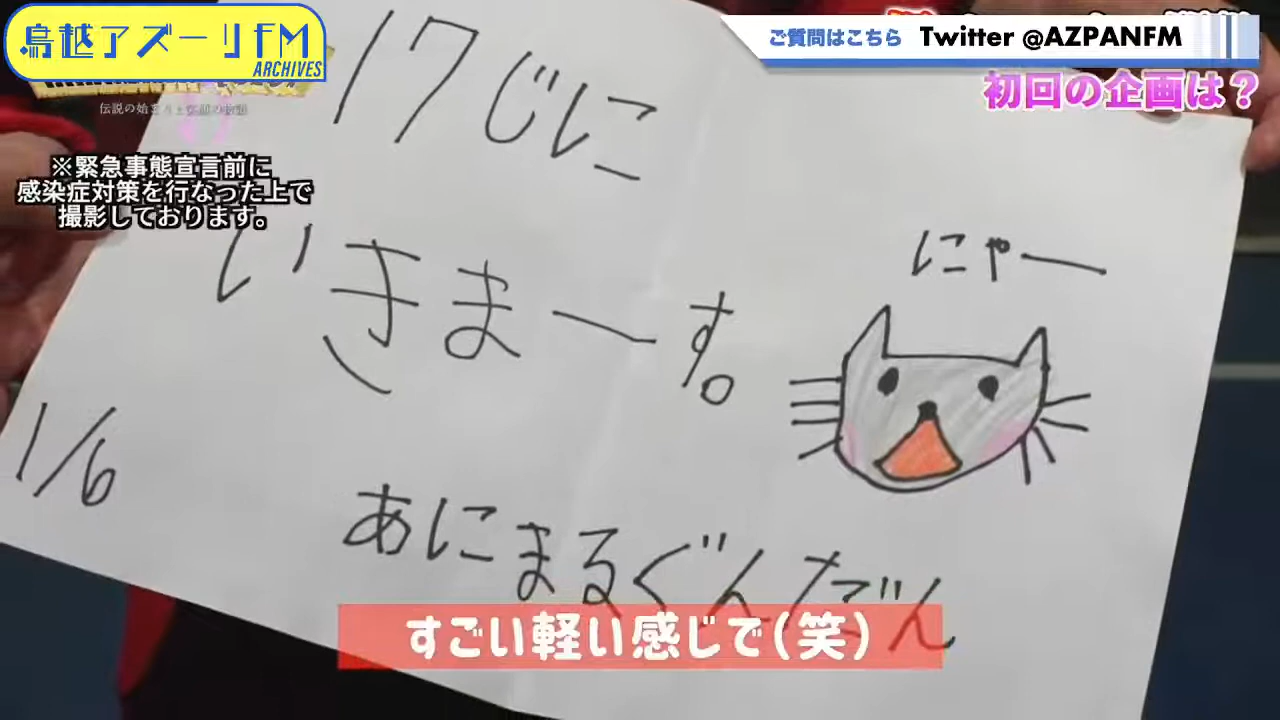 鳥越アズーリFM
ARCHIVES
ご質問はこちら Twitter @AZPANFM
初回の企画は？
※緊急事態宣言前に
感染症対策を行なった上で
撮影しております。
17じに
いきまーす。
にゃー
1/6
あにまるぐんだん
すごい軽い感じで(笑)